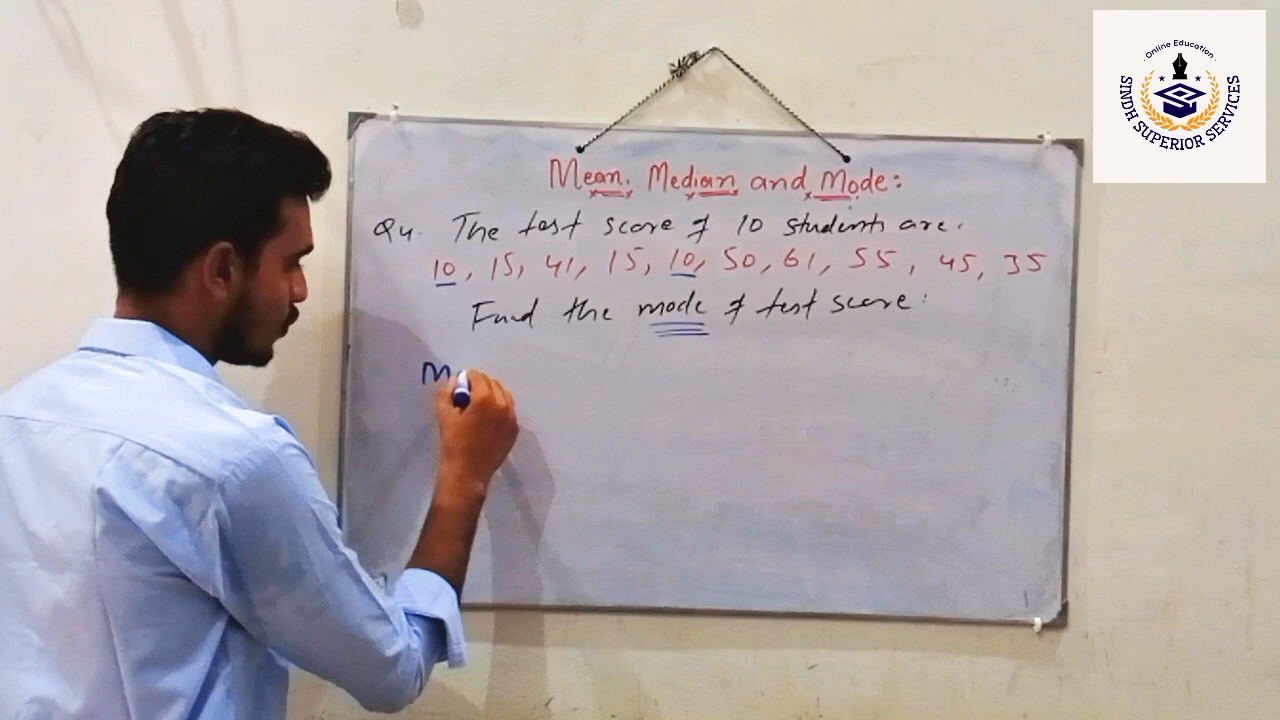 Mean, Median and Mode:
Q4. The test score of 10 students are.
10, 15, 41, 15, 10, 50, 61, 55, 45, 35
Find the mode of test score:
M
Online Education
SINDH SUPERIOR SERVICES